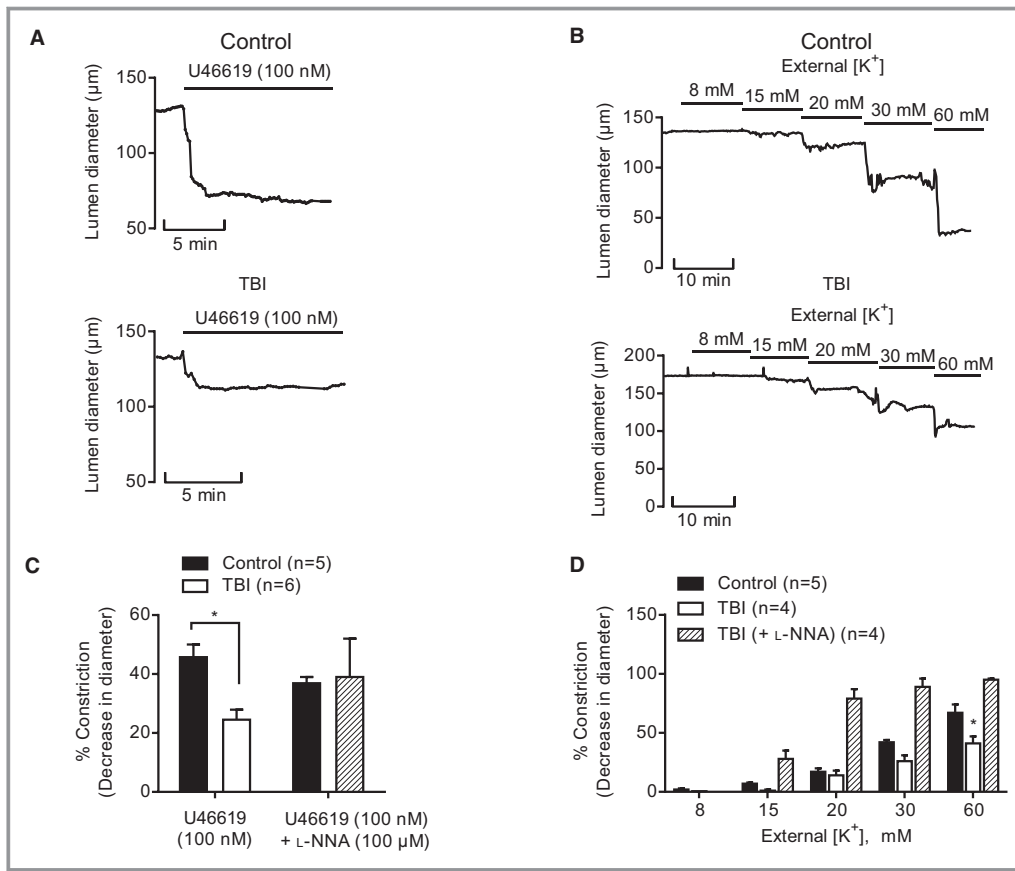 A
Control
U46619 (100 nM)
Lumen diameter (μm)
150
100
50
5 min
TBI
U46619 (100 nM)
Lumen diameter (μm)
150
100
50
5 min
B
Control
External [K⁺]
8 mM 15 mM 20 mM 30 mM 60 mM
Lumen diameter (μm)
150
100
50
0
10 min
TBI
External [K⁺]
8 mM 15 mM 20 mM 30 mM 60 mM
Lumen diameter (μm)
200
150
100
50
0
10 min
C
Control (n=5)
TBI (n=6)
% Constriction
(Decrease in diameter)
60
40
20
0
*
U46619
(100 nM)
U46619 (100 nM)
+ L-NNA (100 μM)
D
Control (n=5)
TBI (n=4)
TBI (+ L-NNA) (n=4)
% Constriction
(Decrease in diameter)
150
100
50
0
*
8 15 20 30 60
External [K⁺], mM